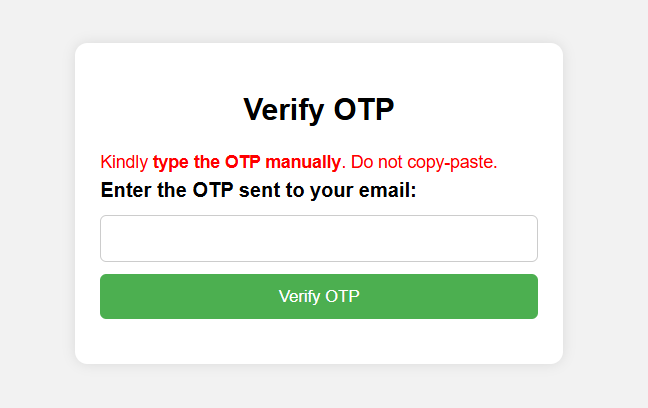 Verify OTP
Kindly type the OTP manually. Do not copy-paste.
Enter the OTP sent to your email:
Verify OTP